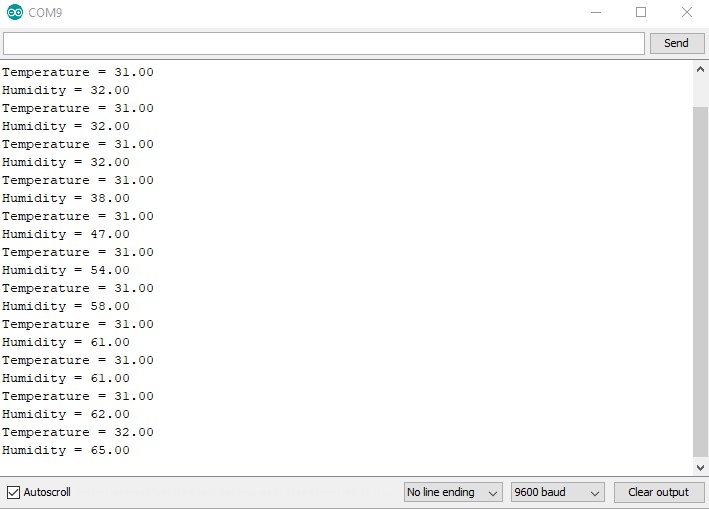 COM9
Send
Temperature = 31.00
Humidity = 32.00
Temperature = 31.00
Humidity = 32.00
Temperature = 31.00
Humidity = 32.00
Temperature = 31.00
Humidity = 38.00
Temperature = 31.00
Humidity = 47.00
Temperature = 31.00
Humidity = 54.00
Temperature = 31.00
Humidity = 58.00
Temperature = 31.00
Humidity = 61.00
Temperature = 31.00
Humidity = 61.00
Temperature = 31.00
Humidity = 62.00
Temperature = 32.00
Humidity = 65.00
Autoscroll No line ending 9600 baud Clear output